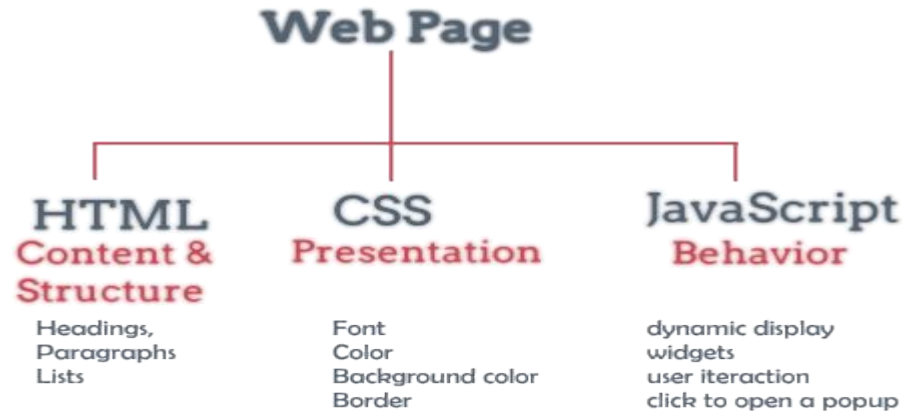 Web Page
HTML
Content &
Structure
Headings,
Paragraphs
Lists
CSS
Presentation
Font
Color
Background color
Border
JavaScript
Behavior
dynamic display
widgets
user iteraction
click to open a popup